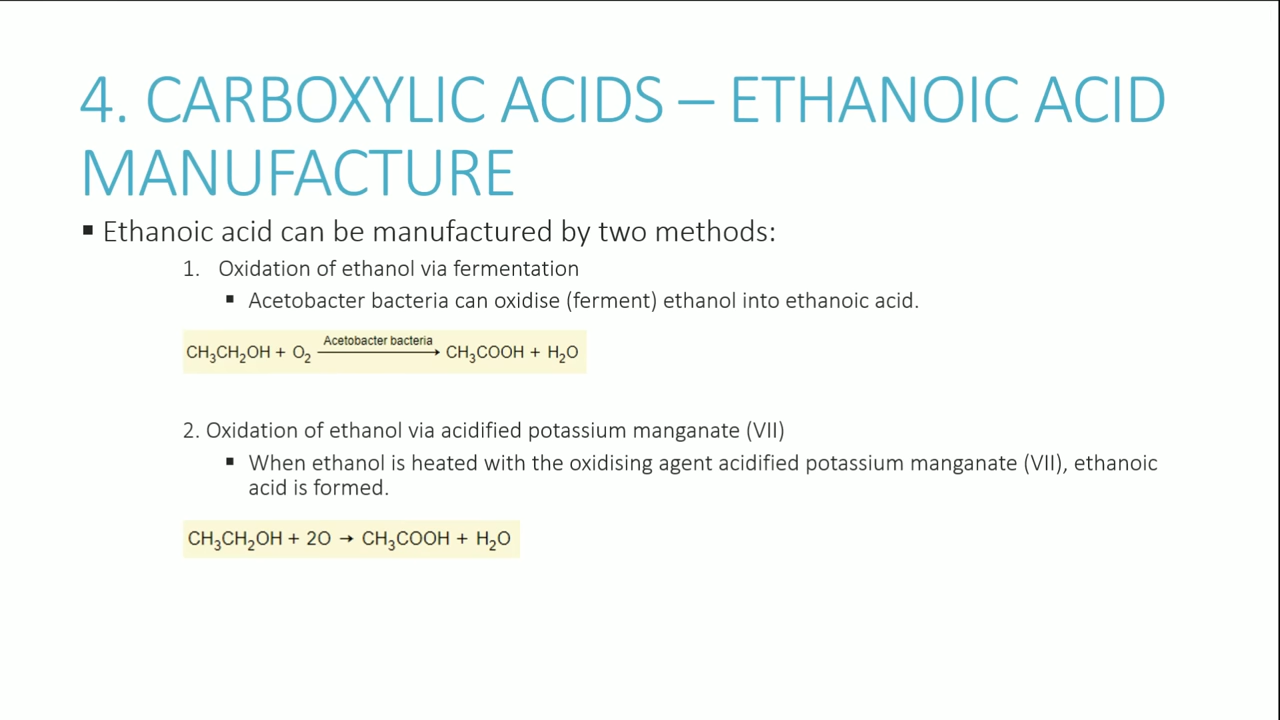 4. CARBOXYLIC ACIDS – ETHANOIC ACID
MANUFACTURE
▪ Ethanoic acid can be manufactured by two methods:
1. Oxidation of ethanol via fermentation
▪ Acetobacter bacteria can oxidise (ferment) ethanol into ethanoic acid.
Acetobacter bacteria
CH₃CH₂OH + O₂ → CH₃COOH + H₂O
2. Oxidation of ethanol via acidified potassium manganate (VII)
▪ When ethanol is heated with the oxidising agent acidified potassium manganate (VII), ethanoic
acid is formed.
CH₃CH₂OH + 2O → CH₃COOH + H₂O